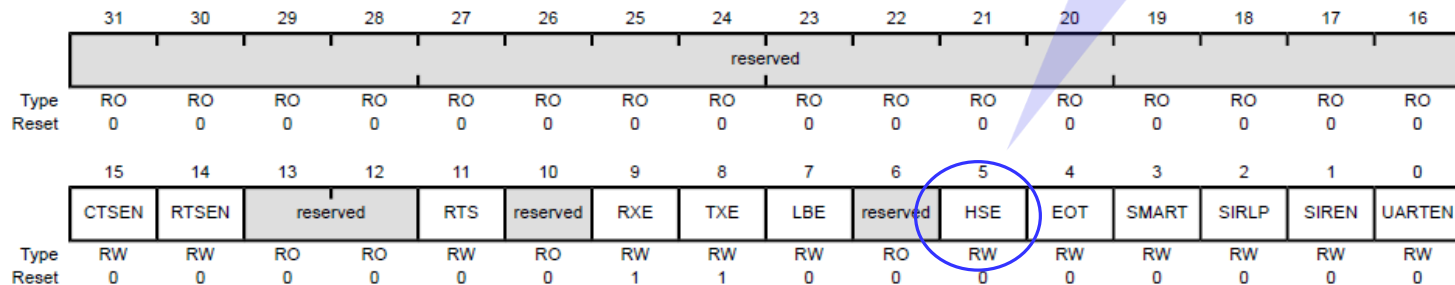 31 30 29 28 27 26 25 24 23 22 21 20 19 18 17 16
reserved
Type RO RO RO RO RO RO RO RO RO RO RO RO RO RO RO RO
Reset 0 0 0 0 0 0 0 0 0 0 0 0 0 0 0 0
15 14 13 12 11 10 9 8 7 6 5 4 3 2 1 0
CTSEN RTSEN reserved RTS reserved RXE TXE LBE reserved HSE EOT SMART SIRLP SIREN UARTEN
Type RW RW RO RO RW RO RW RW RW RO RW RW RW RW RW RW
Reset 0 0 0 0 0 0 1 1 0 0 0 0 0 0 0 0